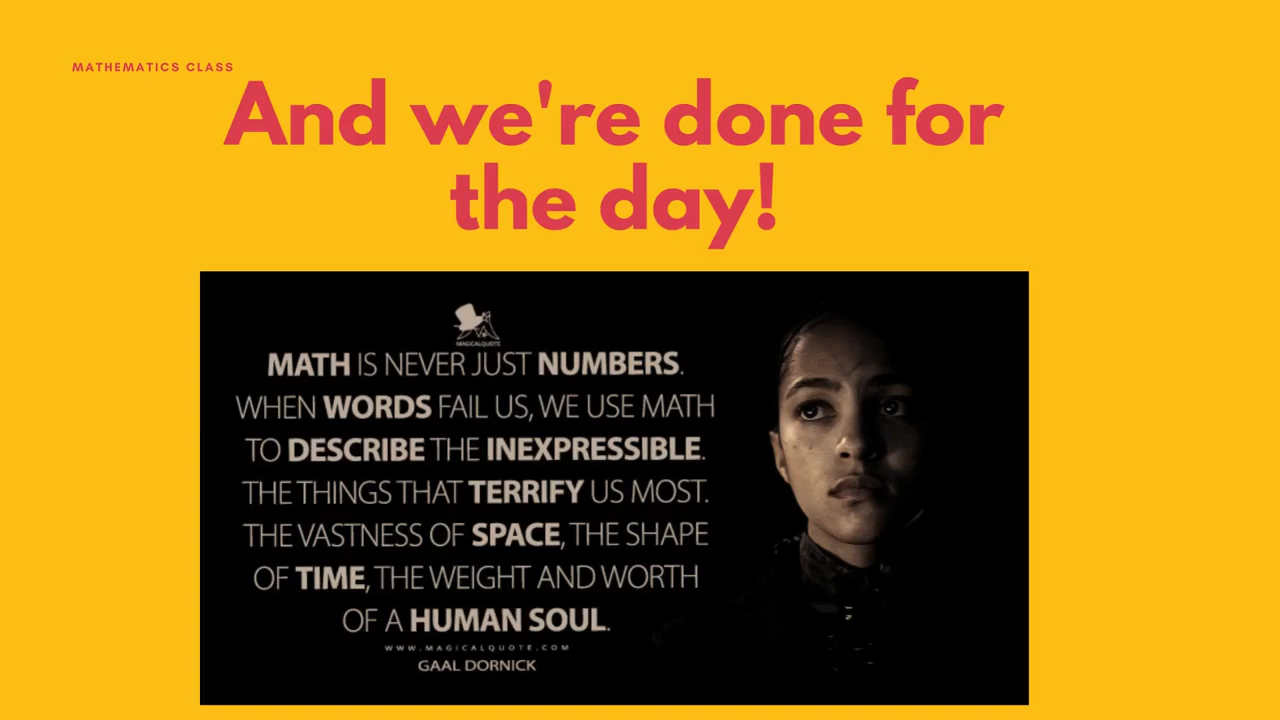 MATHEMATICS CLASS
And we're done for
the day!
MAGICALQUOTE
MATH IS NEVER JUST NUMBERS.
WHEN WORDS FAIL US, WE USE MATH
TO DESCRIBE THE INEXPRESSIBLE.
THE THINGS THAT TERRIFY US MOST.
THE VASTNESS OF SPACE, THE SHAPE
OF TIME, THE WEIGHT AND WORTH
OF A HUMAN SOUL.
WWW.MAGICALQUOTE.COM
GAAL DORNICK